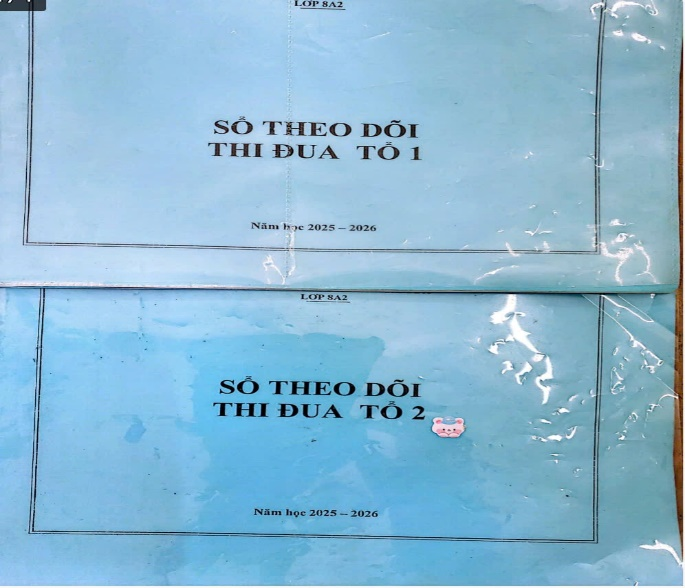 LỚP 8A2
SỔ THEO DÕI
THI ĐUA TỔ 1
Năm học 2025 – 2026
LỚP 8A2
SỔ THEO DÕI
THI ĐUA TỔ 2
Năm học 2025 – 2026